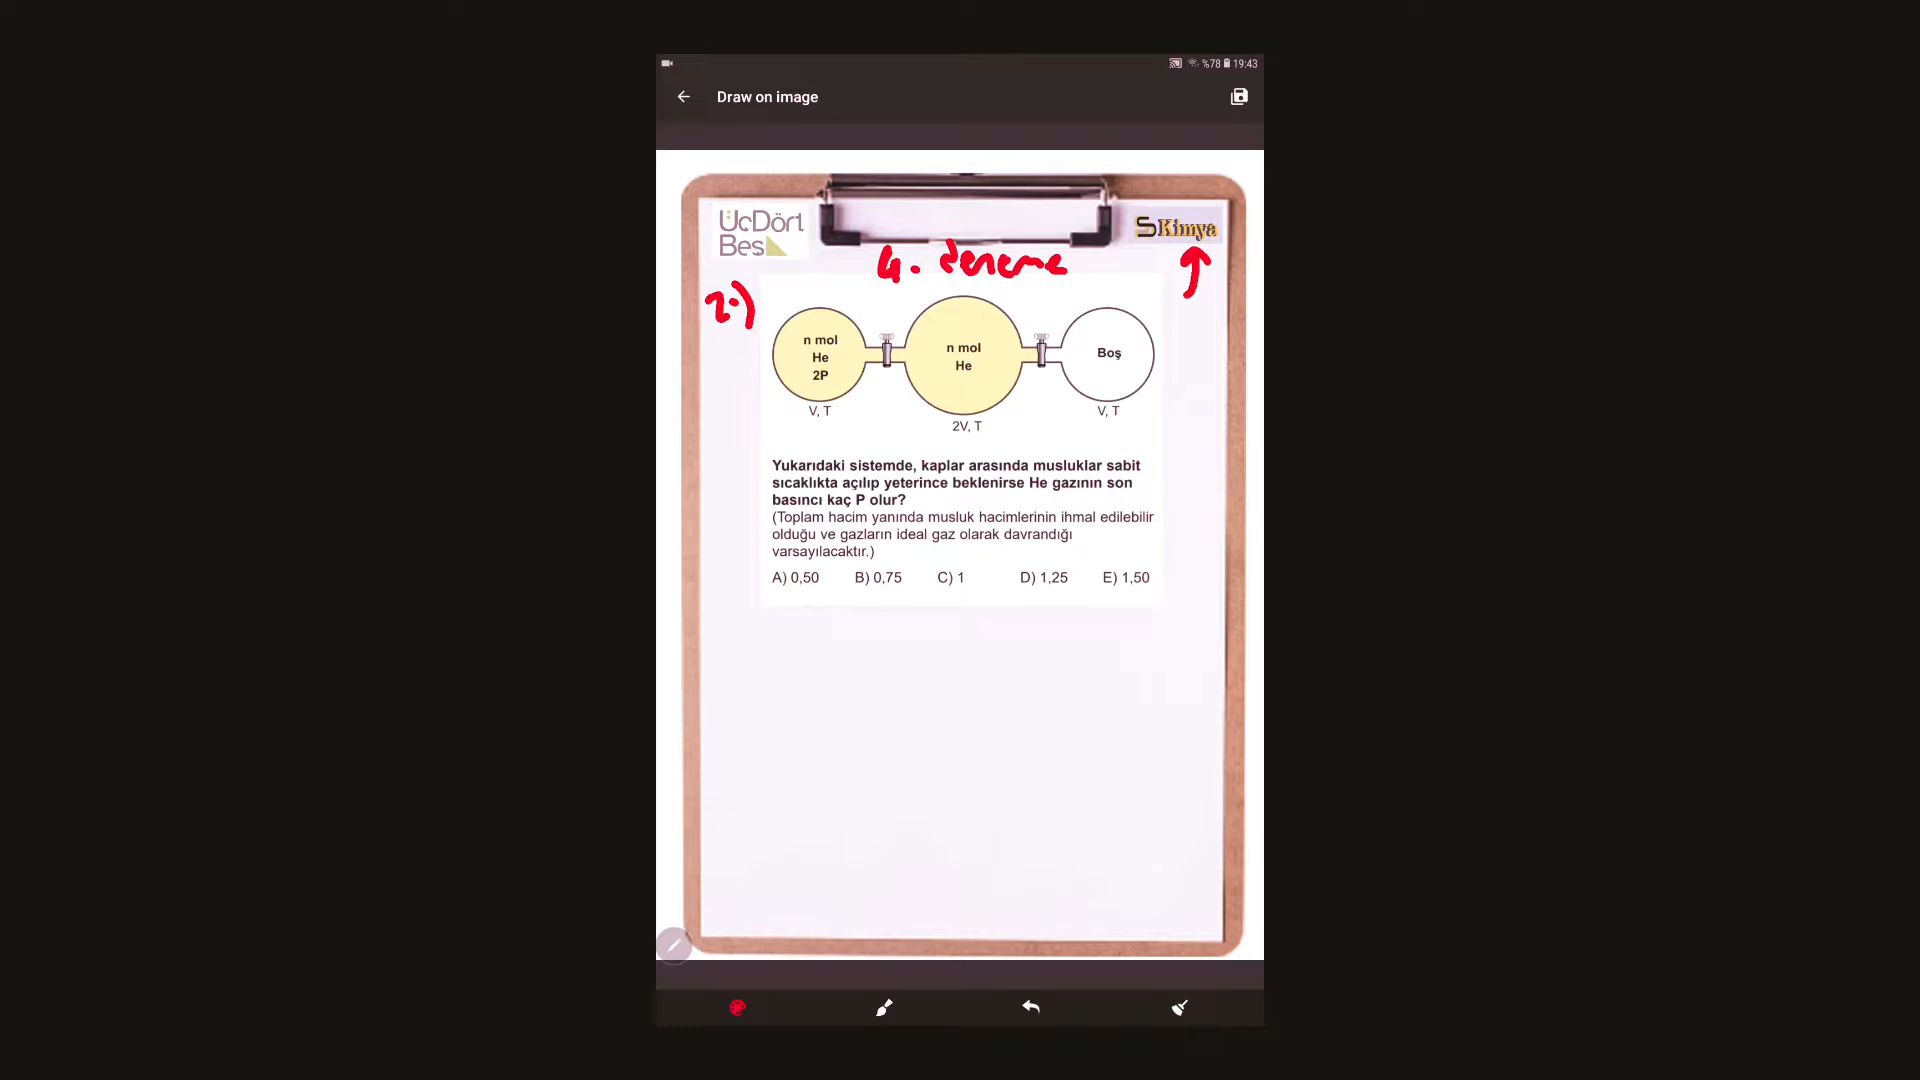 %78 19:43
Draw on image
ÜçDört
Beş
5Kimya
4. deneme
2.)
n mol
He
2P
V, T
n mol
He
2V, T
Boş
V, T
Yukarıdaki sistemde, kaplar arasında musluklar sabit
sıcaklıkta açılıp yeterince beklenirse He gazının son
basıncı kaç P olur?
(Toplam hacim yanında musluk hacimlerinin ihmal edilebilir
olduğu ve gazların ideal gaz olarak davrandığı
varsayılacaktır.)
A) 0,50 B) 0,75 C) 1 D) 1,25 E) 1,50